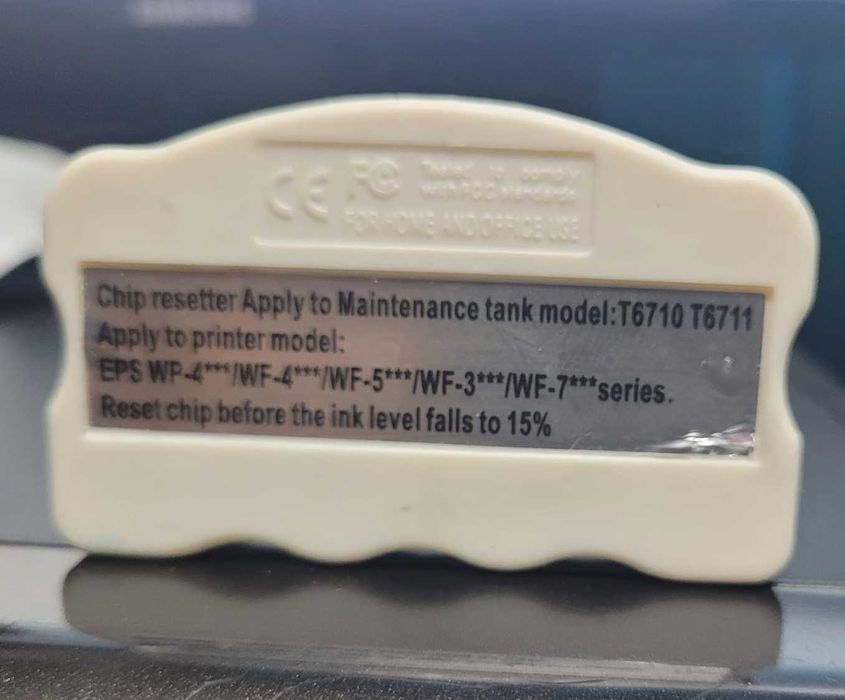 CE FC Tested to comply
with FCC standards
FOR HOME AND OFFICE USE
Chip resetter Apply to Maintenance tank model:T6710 T6711
Apply to printer model:
EPS WP-4***/WF-4***/WF-5***/WF-3***/WF-7***series.
Reset chip before the ink level falls to 15%